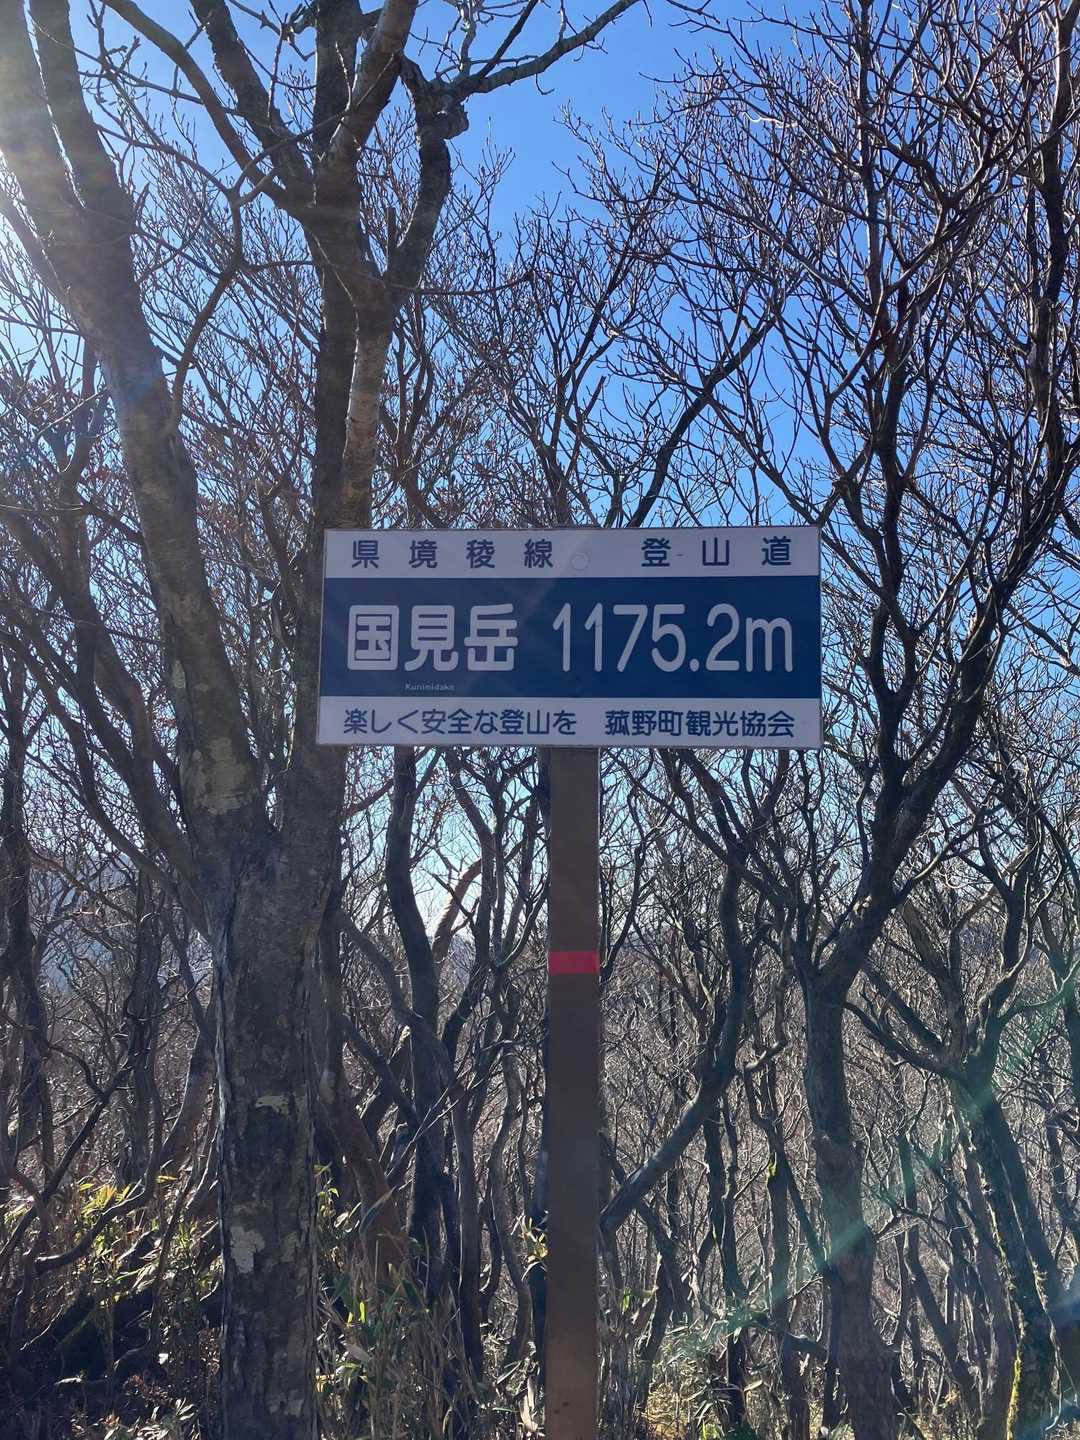 県境稜線 登山道
国見岳 1175.2m
Kunimidake
楽しく安全な登山を 菰野町観光協会